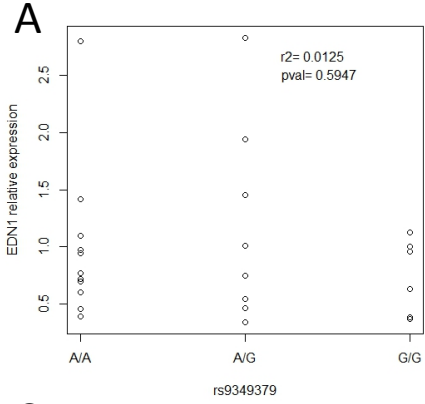 A
r2= 0.0125
pval= 0.5947
EDN1 relative expression
2.5
2.0
1.5
1.0
0.5
A/A A/G G/G
rs9349379